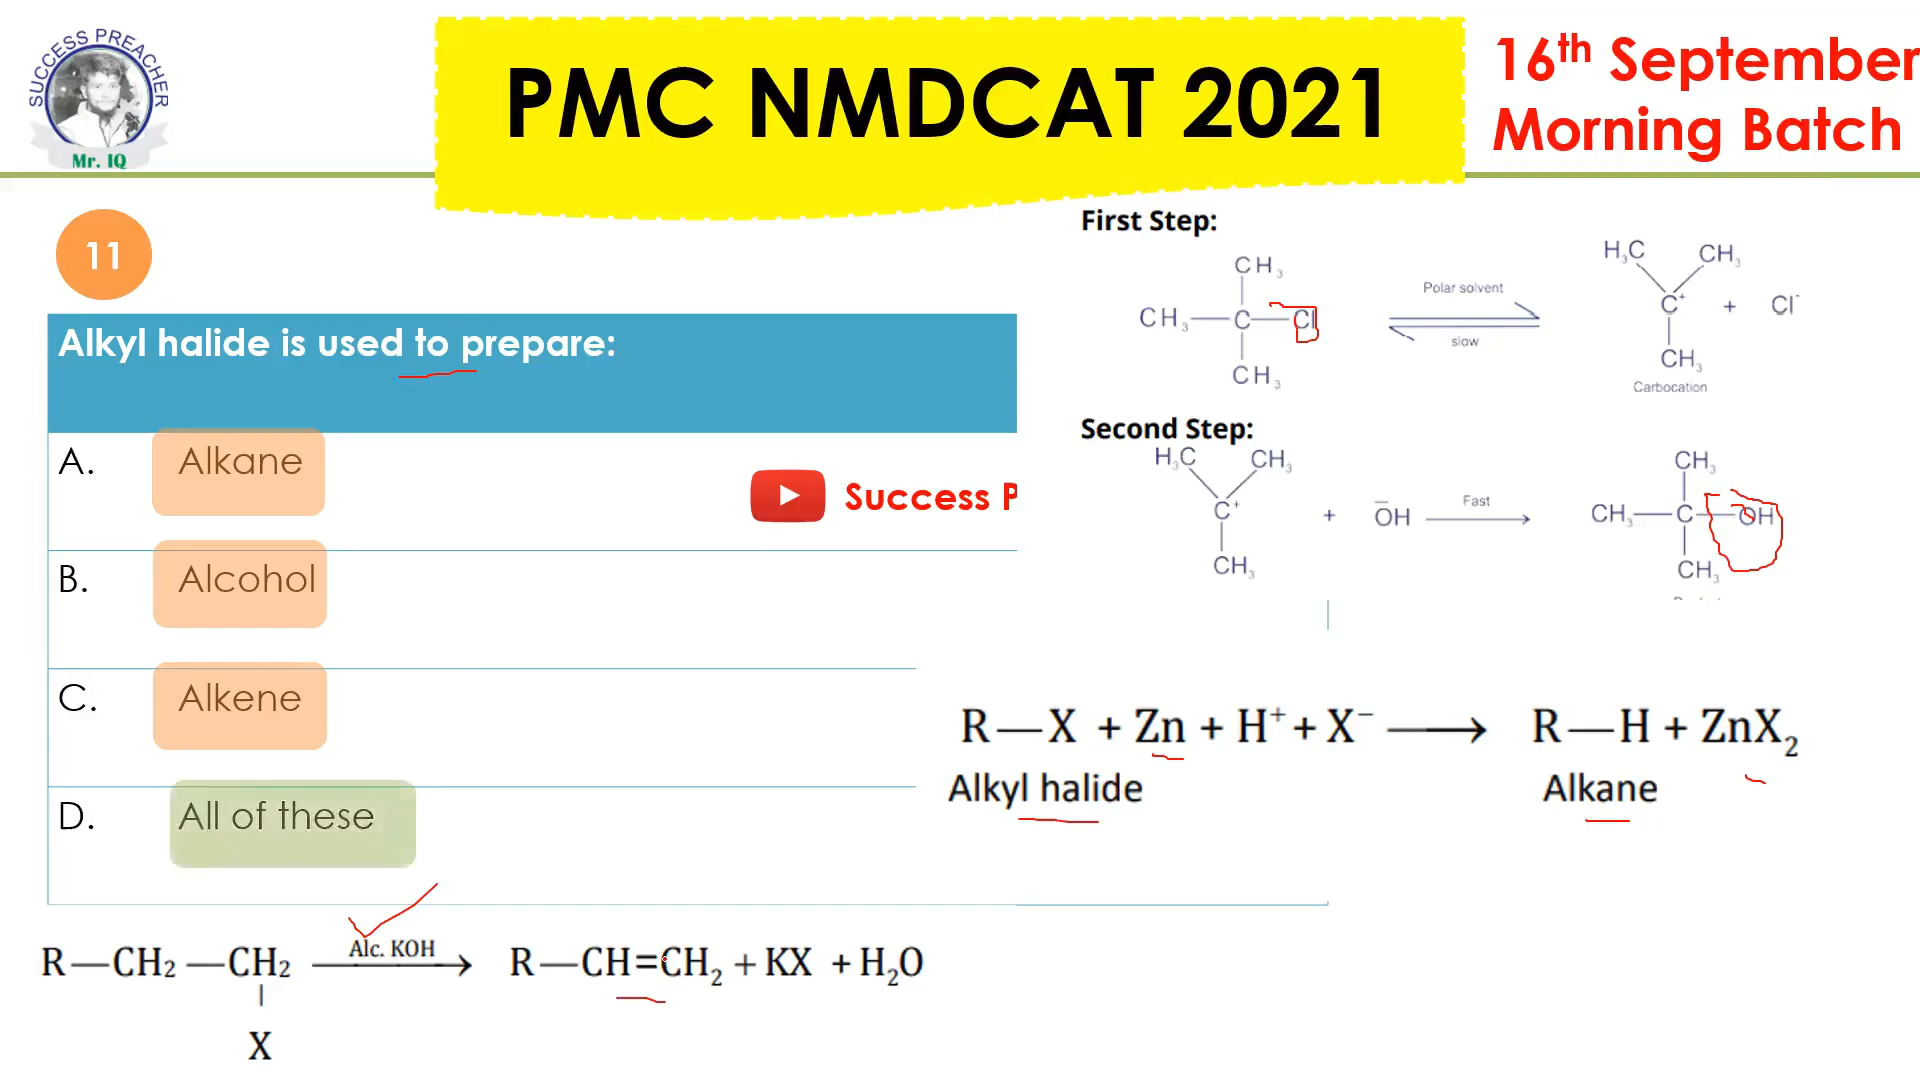 SUCCESS PREACHER
Mr. IQ
PMC NMDCAT 2021
16th September
Morning Batch
11
Alkyl halide is used to prepare:
A. Alkane
B. Alcohol
C. Alkene
D. All of these
Success P
First Step:
CH₃
CH₃—C—Cl
CH₃
Polar solvent
slow
H₃C CH₃
C⁺ + Cl⁻
CH₃
Carbocation
Second Step:
H₃C CH₃
C⁺ + ŌH
CH₃
Fast
CH₃
CH₃—C—OH
CH₃
R—X + Zn + H⁺ + X⁻ ⟶ R—H + ZnX₂
Alkyl halide Alkane
Alc. KOH
R—CH₂—CH₂ ⟶ R—CH=CH₂ + KX + H₂O
X